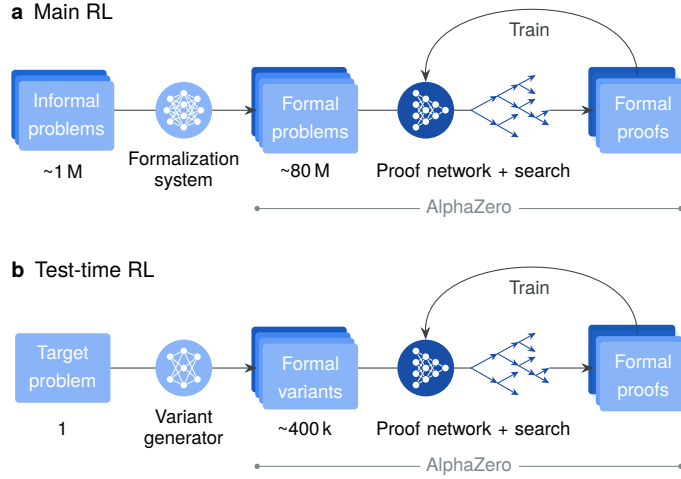 a Main RL
Train
Informal
problems
Formal
problems
Formal
proofs
~1 M
Formalization
system
~80 M
Proof network + search
AlphaZero
b Test-time RL
Train
Target
problem
Formal
variants
Formal
proofs
1
Variant
generator
~400 k
Proof network + search
AlphaZero